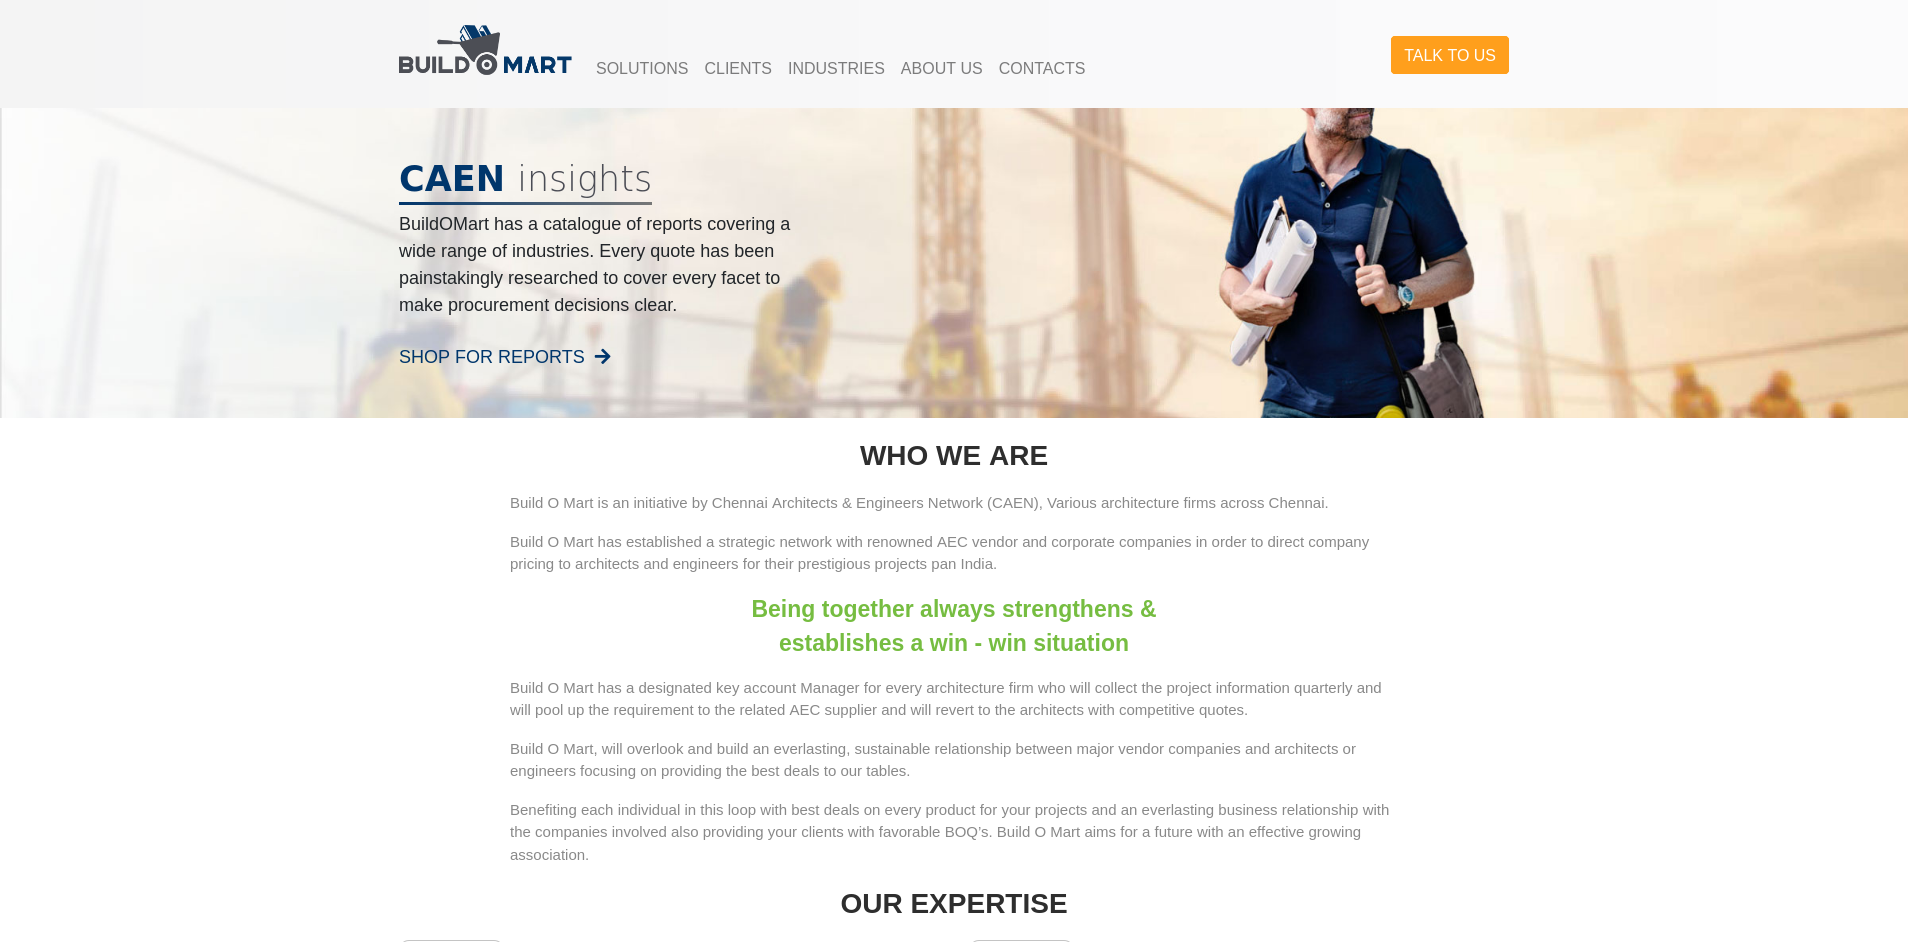 BUILD O MART
SOLUTIONS CLIENTS INDUSTRIES ABOUT US CONTACTS
TALK TO US
CAEN insights
BuildOMart has a catalogue of reports covering a
wide range of industries. Every quote has been
painstakingly researched to cover every facet to
make procurement decisions clear.
SHOP FOR REPORTS
WHO WE ARE
Build O Mart is an initiative by Chennai Architects & Engineers Network (CAEN), Various architecture firms across Chennai.
Build O Mart has established a strategic network with renowned AEC vendor and corporate companies in order to direct company
pricing to architects and engineers for their prestigious projects pan India.
Being together always strengthens &
establishes a win - win situation
Build O Mart has a designated key account Manager for every architecture firm who will collect the project information quarterly and
will pool up the requirement to the related AEC supplier and will revert to the architects with competitive quotes.
Build O Mart, will overlook and build an everlasting, sustainable relationship between major vendor companies and architects or
engineers focusing on providing the best deals to our tables.
Benefiting each individual in this loop with best deals on every product for your projects and an everlasting business relationship with
the companies involved also providing your clients with favorable BOQ's. Build O Mart aims for a future with an effective growing
association.
OUR EXPERTISE